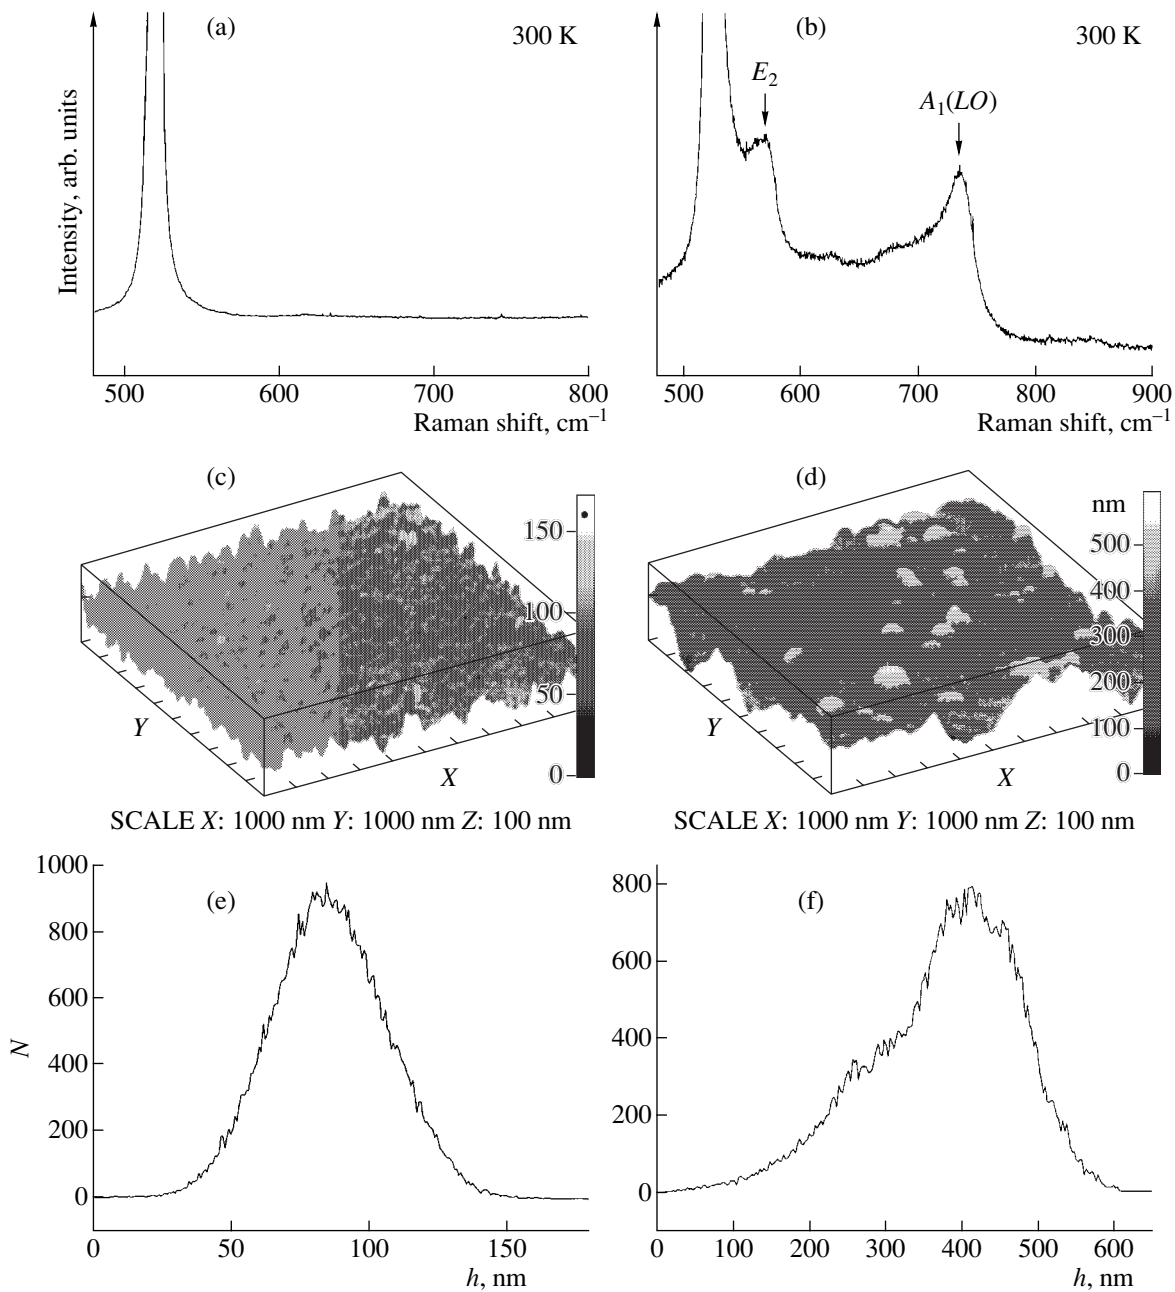 (a)
300 K
Intensity, arb. units
500
600
700
800
Raman shift, cm⁻¹
(b)
300 K
E₂
A₁(LO)
500
600
700
800
900
Raman shift, cm⁻¹
(c)
150
100
50
0
Y
X
SCALE X: 1000 nm Y: 1000 nm Z: 100 nm
(d)
nm
500
400
300
200
100
0
Y
X
SCALE X: 1000 nm Y: 1000 nm Z: 100 nm
(e)
1000
800
600
400
200
0
N
0
50
100
150
h, nm
(f)
800
600
400
200
0
0
100
200
300
400
500
600
h, nm